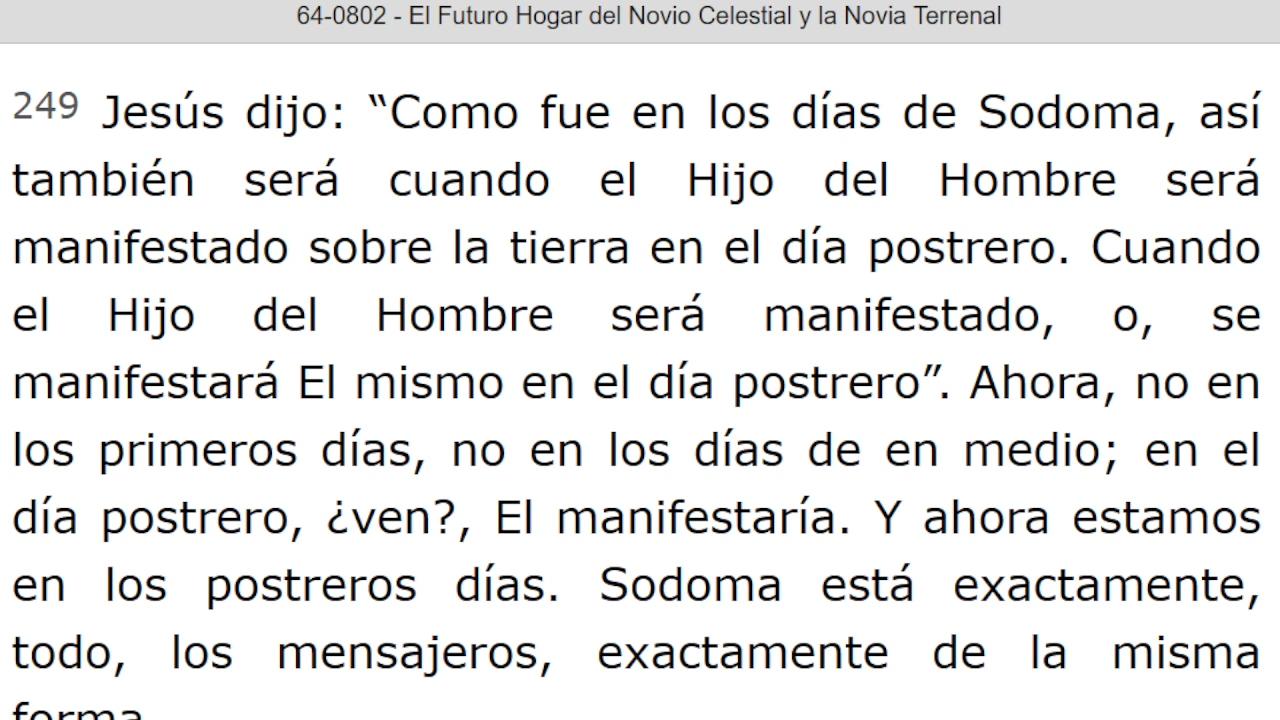 64-0802 - El Futuro Hogar del Novio Celestial y la Novia Terrenal
249 Jesús dijo: “Como fue en los días de Sodoma, así
también será cuando el Hijo del Hombre será
manifestado sobre la tierra en el día postrero. Cuando
el Hijo del Hombre será manifestado, o, se
manifestará El mismo en el día postrero”. Ahora, no en
los primeros días, no en los días de en medio; en el
día postrero, ¿ven?, El manifestaría. Y ahora estamos
en los postreros días. Sodoma está exactamente,
todo, los mensajeros, exactamente de la misma
forma